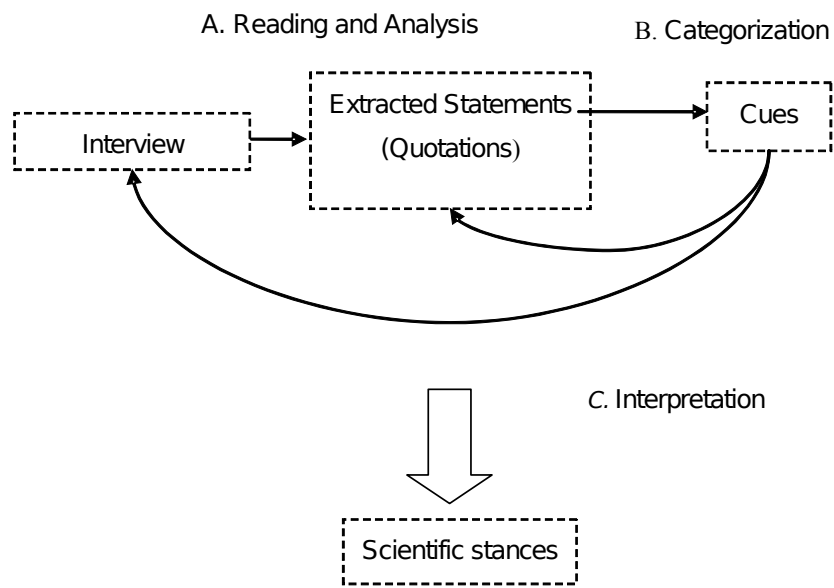 A. Reading and Analysis
B. Categorization
Extracted Statements
(Quotations)
Cues
Interview
C. Interpretation
Scientific stances